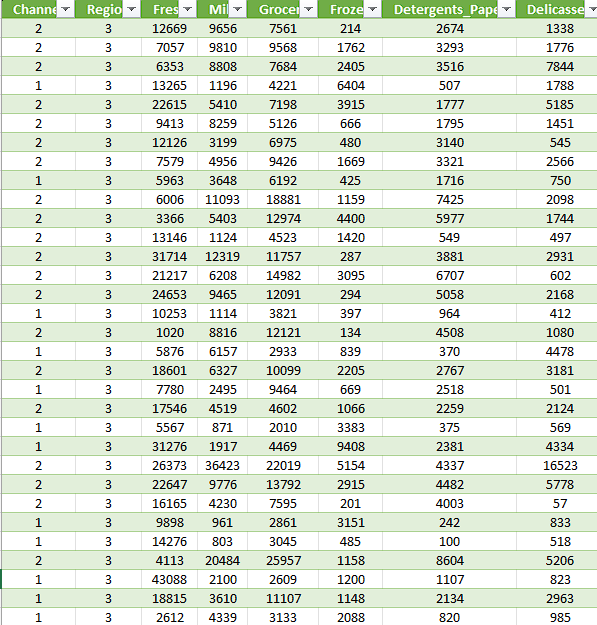 Channe Regio Fres Mil Grocer Froze Detergents_Pape Delicasse
2 3 12669 9656 7561 214 2674 1338
2 3 7057 9810 9568 1762 3293 1776
2 3 6353 8808 7684 2405 3516 7844
1 3 13265 1196 4221 6404 507 1788
2 3 22615 5410 7198 3915 1777 5185
2 3 9413 8259 5126 666 1795 1451
2 3 12126 3199 6975 480 3140 545
2 3 7579 4956 9426 1669 3321 2566
1 3 5963 3648 6192 425 1716 750
2 3 6006 11093 18881 1159 7425 2098
2 3 3366 5403 12974 4400 5977 1744
2 3 13146 1124 4523 1420 549 497
2 3 31714 12319 11757 287 3881 2931
2 3 21217 6208 14982 3095 6707 602
2 3 24653 9465 12091 294 5058 2168
1 3 10253 1114 3821 397 964 412
2 3 1020 8816 12121 134 4508 1080
1 3 5876 6157 2933 839 370 4478
2 3 18601 6327 10099 2205 2767 3181
1 3 7780 2495 9464 669 2518 501
2 3 17546 4519 4602 1066 2259 2124
1 3 5567 871 2010 3383 375 569
1 3 31276 1917 4469 9408 2381 4334
2 3 26373 36423 22019 5154 4337 16523
2 3 22647 9776 13792 2915 4482 5778
2 3 16165 4230 7595 201 4003 57
1 3 9898 961 2861 3151 242 833
1 3 14276 803 3045 485 100 518
2 3 4113 20484 25957 1158 8604 5206
1 3 43088 2100 2609 1200 1107 823
1 3 18815 3610 11107 1148 2134 2963
1 3 2612 4339 3133 2088 820 985